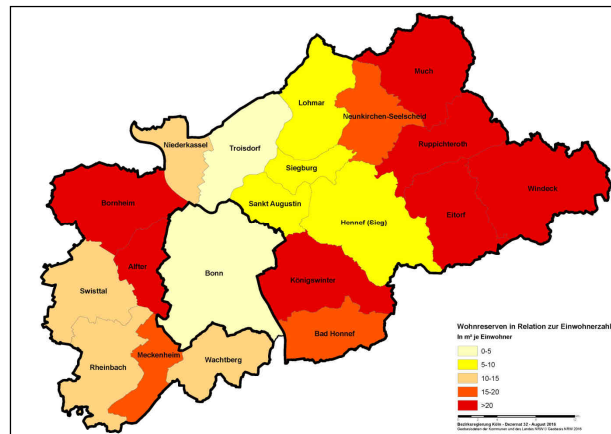 Much
Lohmar
Neunkirchen-Seelscheid
Niederkassel
Troisdorf
Ruppichteroth
Siegburg
Windeck
Bornheim
Sankt Augustin
Eitorf
Hennef (Sieg)
Alfter
Bonn
Königswinter
Swisttal
Bad Honnef
Meckenheim
Wachtberg
Rheinbach
Wohnreserven in Relation zur Einwohnerzahl
In m² je Einwohner
0-5
5-10
10-15
15-20
>20
Bezirksregierung Köln - Dezernat 32 - August 2016